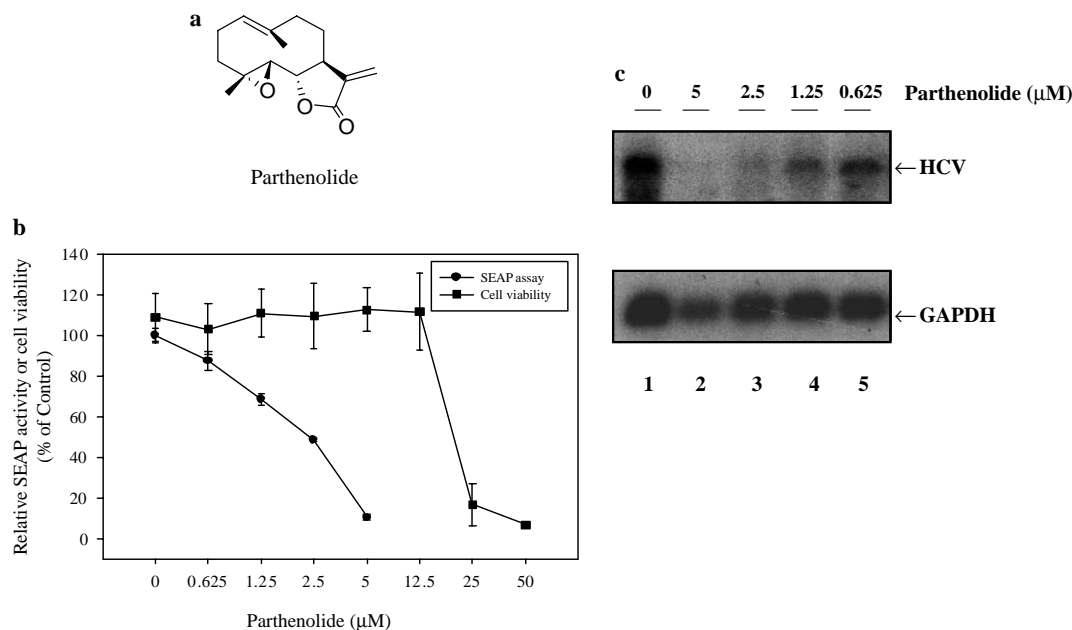 a
O
O
O
Parthenolide
b
Relative SEAP activity or cell viability
(% of Control)
140
120
100
80
60
40
20
0
SEAP assay
Cell viability
0 0.625 1.25 2.5 5 12.5 25 50
Parthenolide (μM)
c
0 5 2.5 1.25 0.625 Parthenolide (μM)
←HCV
←GAPDH
1 2 3 4 5